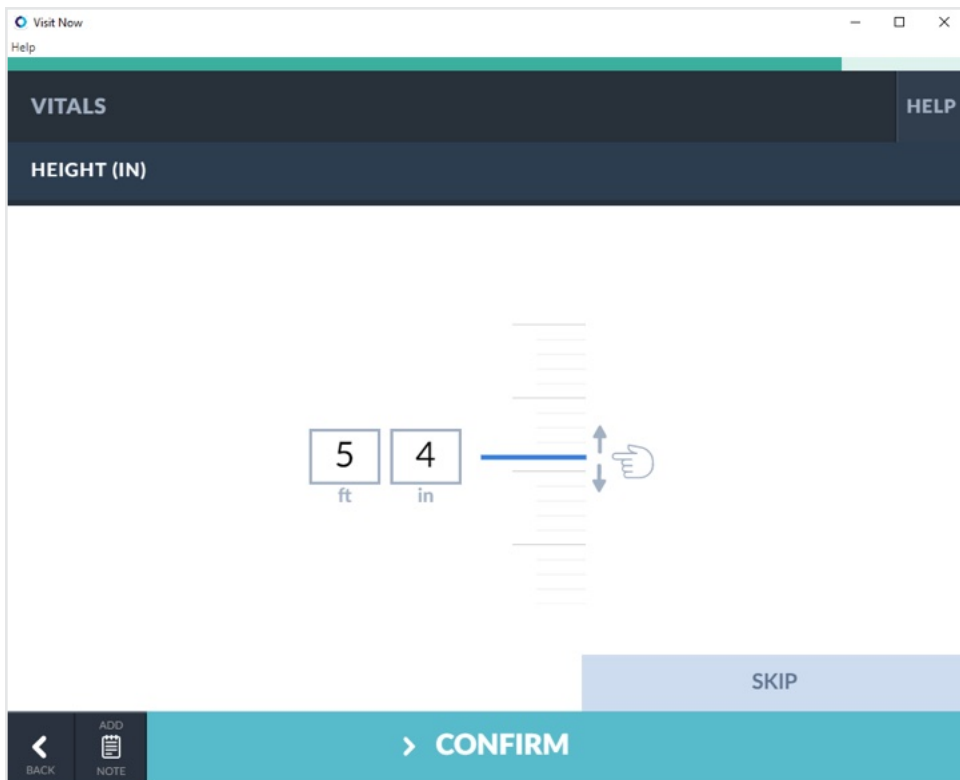 Visit Now
Help
VITALS
HELP
HEIGHT (IN)
5 4
ft in
SKIP
ADD
NOTE
BACK
CONFIRM